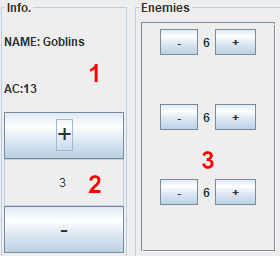 Info.
NAME: Goblins
1
AC:13
+
3
2
-
Enemies
- 6 +
- 6 +
3
- 6 +